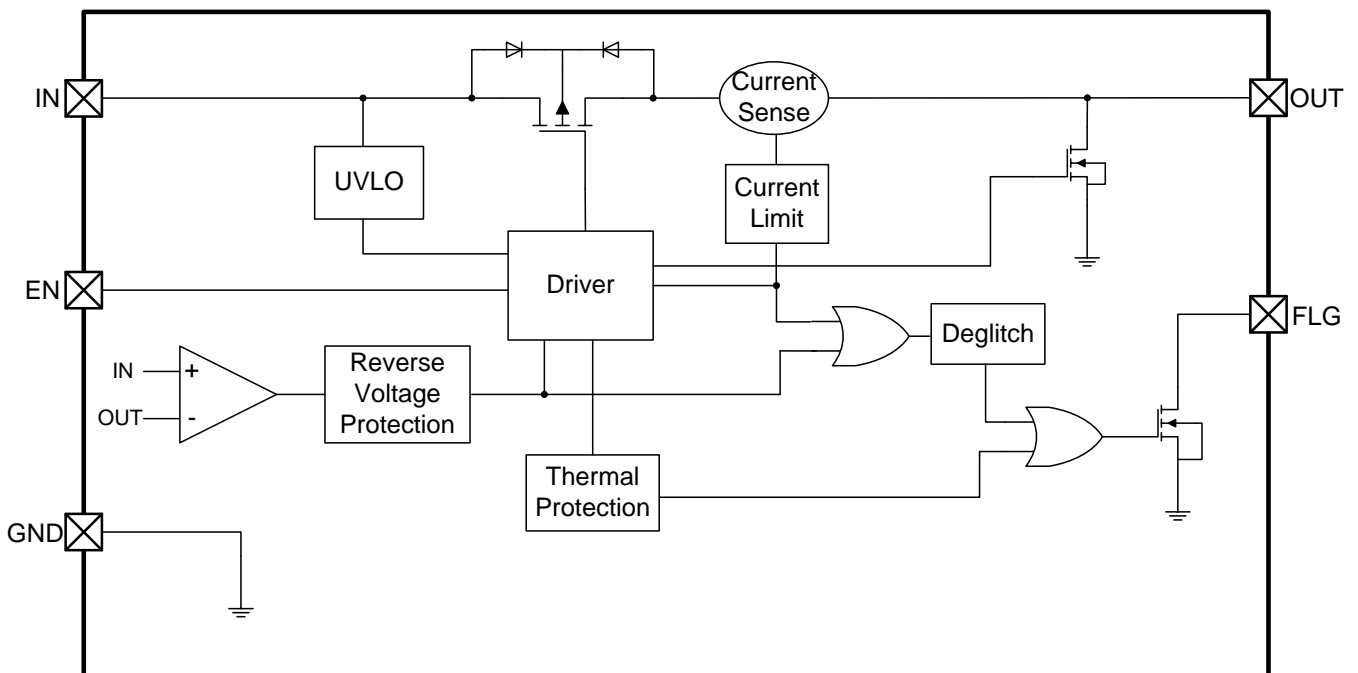 IN
Current
Sense
OUT
UVLO
Current
Limit
EN
Driver
FLG
Deglitch
IN
+
OUT
-
Reverse
Voltage
Protection
Thermal
Protection
GND